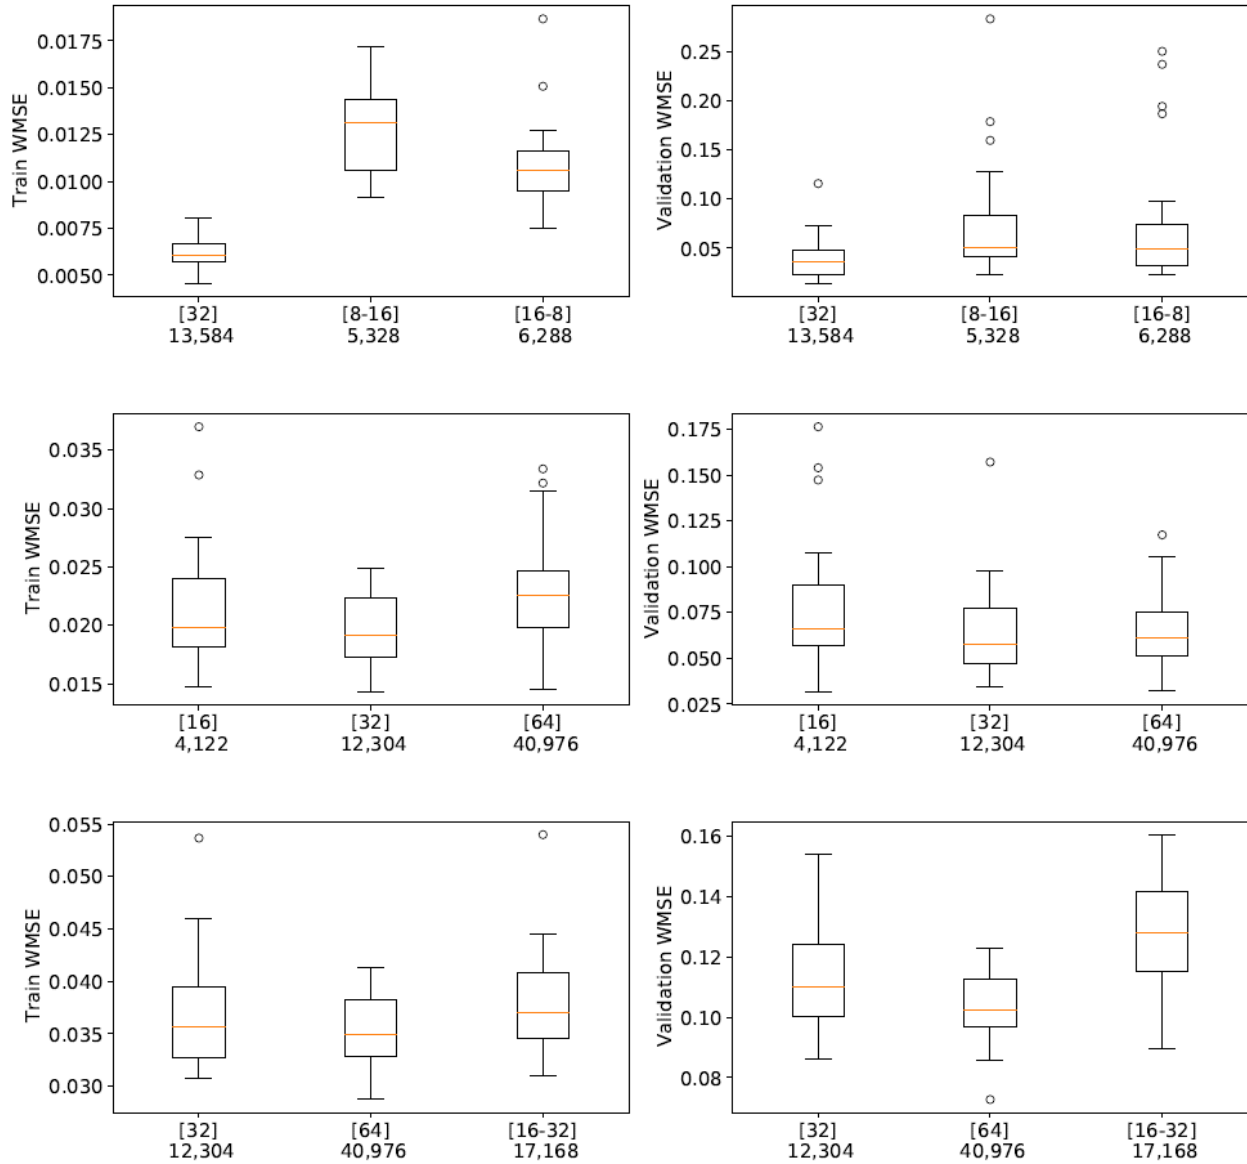 0.0175
0.0150
0.0125
0.0100
0.0075
0.0050
Train WMSE
[32] [8-16] [16-8]
13,584 5,328 6,288
0.25
0.20
0.15
0.10
0.05
Validation WMSE
[32] [8-16] [16-8]
13,584 5,328 6,288
0.035
0.030
0.025
0.020
0.015
Train WMSE
[16] [32] [64]
4,122 12,304 40,976
0.175
0.150
0.125
0.100
0.075
0.050
0.025
Validation WMSE
[16] [32] [64]
4,122 12,304 40,976
0.055
0.050
0.045
0.040
0.035
0.030
Train WMSE
[32] [64] [16-32]
12,304 40,976 17,168
0.16
0.14
0.12
0.10
0.08
Validation WMSE
[32] [64] [16-32]
12,304 40,976 17,168